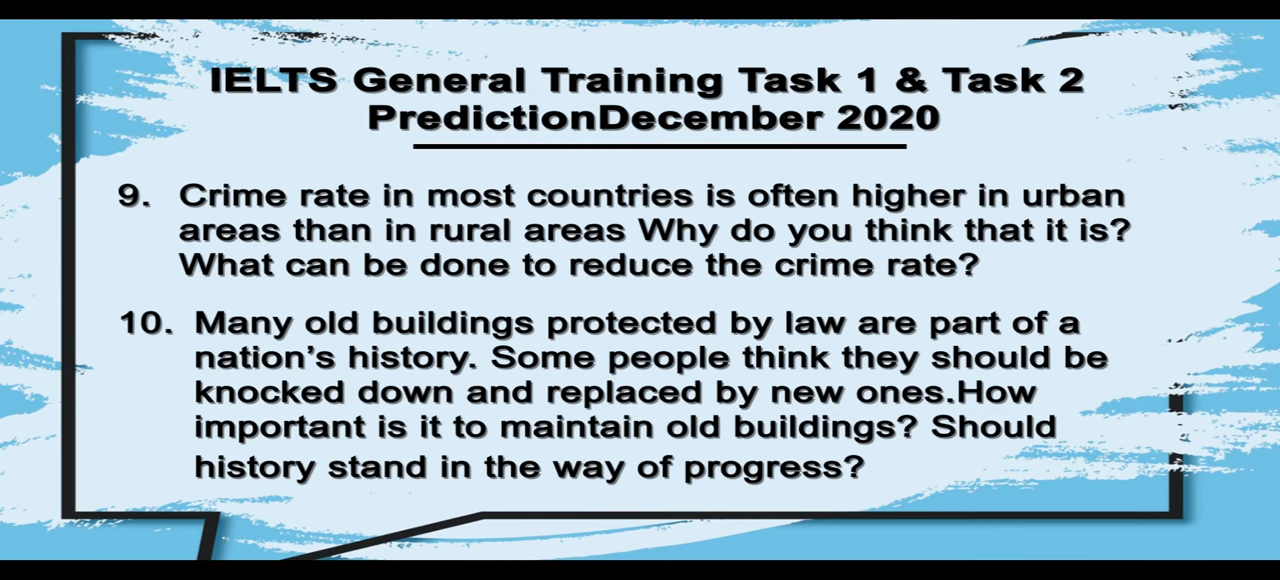 IELTS General Training Task 1 & Task 2
PredictionDecember 2020
9. Crime rate in most countries is often higher in urban
areas than in rural areas Why do you think that it is?
What can be done to reduce the crime rate?
10. Many old buildings protected by law are part of a
nation's history. Some people think they should be
knocked down and replaced by new ones.How
important is it to maintain old buildings? Should
history stand in the way of progress?